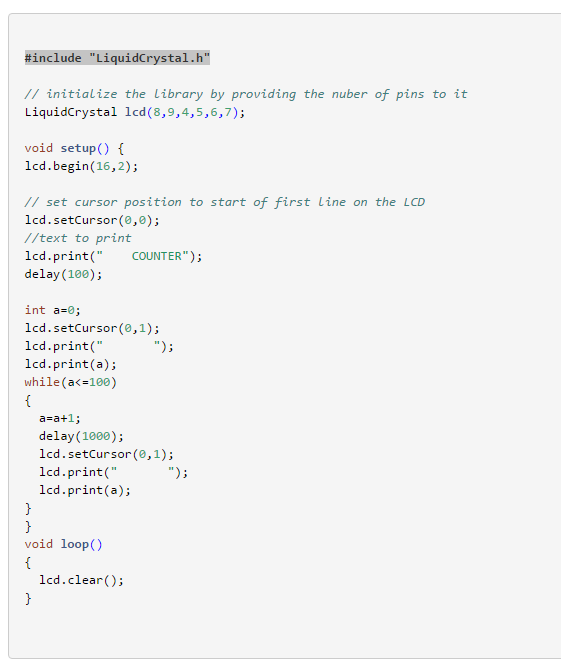 #include "LiquidCrystal.h"
// initialize the library by providing the nuber of pins to it
LiquidCrystal lcd(8,9,4,5,6,7);
void setup() {
lcd.begin(16,2);
// set cursor position to start of first line on the LCD
lcd.setCursor(0,0);
//text to print
lcd.print("    COUNTER");
delay(100);
int a=0;
lcd.setCursor(0,1);
lcd.print("       ");
lcd.print(a);
while(a<=100)
{
  a=a+1;
  delay(1000);
  lcd.setCursor(0,1);
  lcd.print("       ");
  lcd.print(a);
}
}
void loop()
{
  lcd.clear();
}